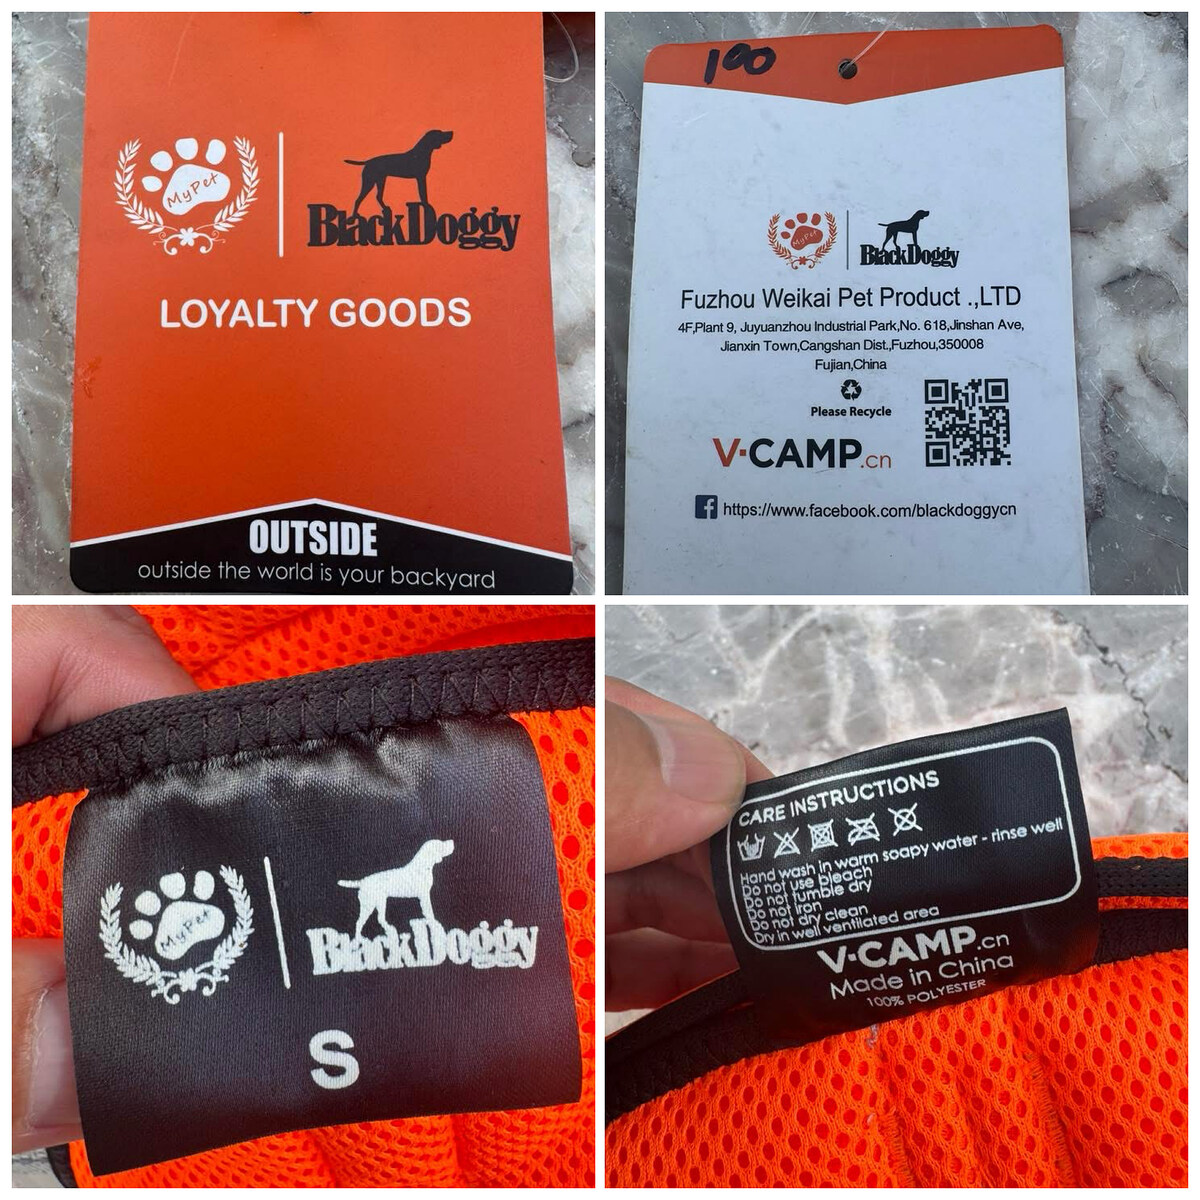 MyPet
BlackDoggy
LOYALTY GOODS
OUTSIDE
outside the world is your backyard
100
MyPet
BlackDoggy
Fuzhou Weikai Pet Product .,LTD
4F,Plant 9, Juyuanzhou Industrial Park,No. 618,Jinshan Ave,
Jianxin Town,Cangshan Dist.,Fuzhou,350008
Fujian,China
Please Recycle
V·CAMP.cn
https://www.facebook.com/blackdoggycn
MyPet
BlackDoggy
S
CARE INSTRUCTIONS
Hand wash in warm soapy water - rinse well
Do not use bleach
Do not tumble dry
Do not iron
Do not dry clean
Dry in well ventilated area
V·CAMP.cn
Made in China
100% POLYESTER